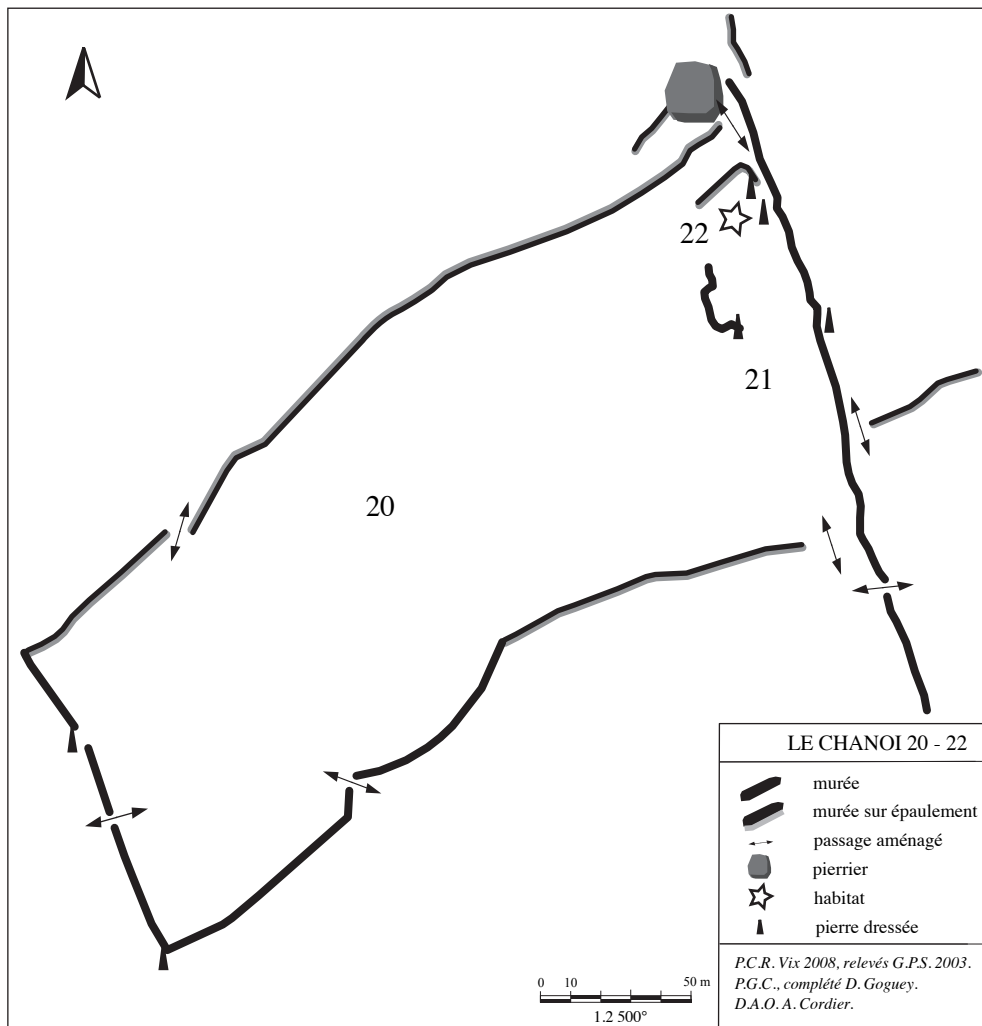 22
21
20
LE CHANOI 20 - 22
murée
murée sur épaulement
passage aménagé
pierrier
habitat
pierre dressée
P.C.R. Vix 2008, relevés G.P.S. 2003.
P.G.C., complété D. Goguey.
D.A.O. A. Cordier.
0 10 50 m
1.2 500°